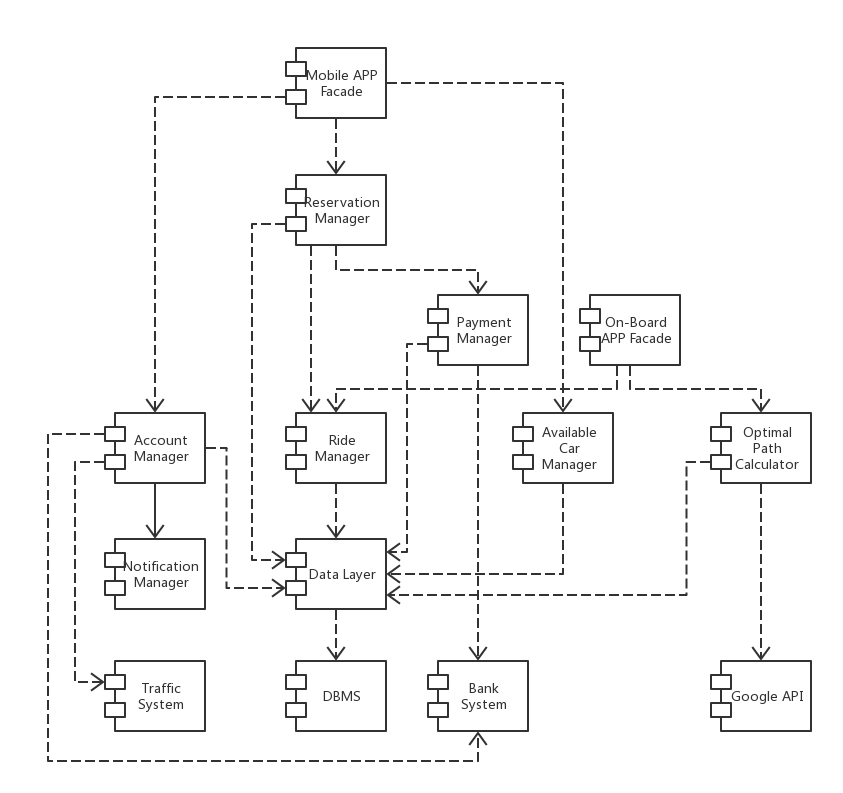 Mobile APP
Facade
Reservation
Manager
Payment
Manager
On-Board
APP Facade
Account
Manager
Ride
Manager
Available
Car
Manager
Optimal
Path
Calculator
Notification
Manager
Data Layer
Traffic
System
DBMS
Bank
System
Google API